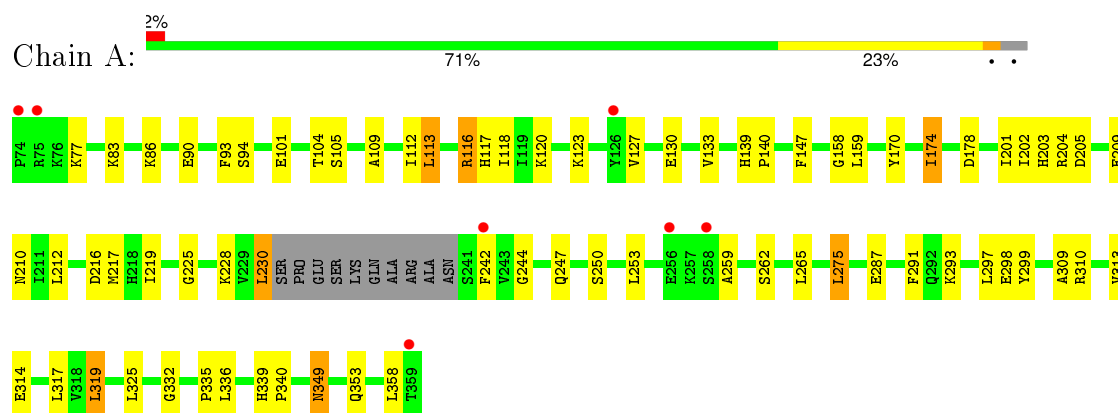 2%
Chain A:
71% 23% • •
P74 R75 K76 K77 K83 K86 E90 F93 S94 E101 T104 S105 A109 I112 L113 R116 H117 I118 I119 K120 K123 Y126 V127 E130 V133 H139 P140 F147 G158 L159 Y170 I174 D178 I201 I202 H203 R204 D205
N210 I211 L212 D216 M217 H218 I219 G225 K228 V229 L230 SER PRO GLU SER LYS GLN ALA ARG ALA ASN S241 F242 V243 G244 Q247 S250 L253 E256 K257 S258 A259 S262 L265 L275 E287 F291 Q292 K293 L297 E298 Y299 A309 R310 V313
E314 L317 V318 L319 L325 G332 P335 L336 H339 P340 N349 Q353 L358 T359